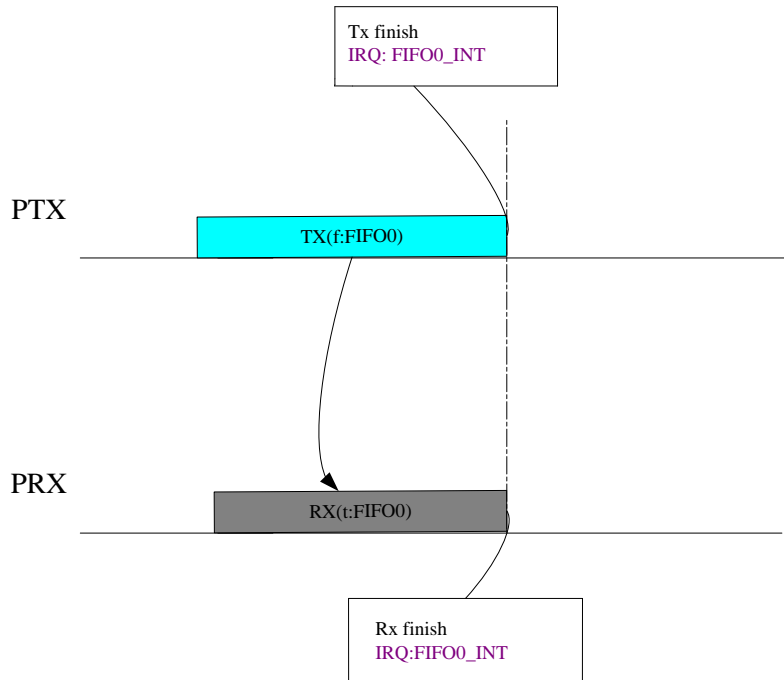 Tx finish
IRQ: FIFO0_INT
PTX
TX(f:FIFO0)
PRX
RX(t:FIFO0)
Rx finish
IRQ:FIFO0_INT